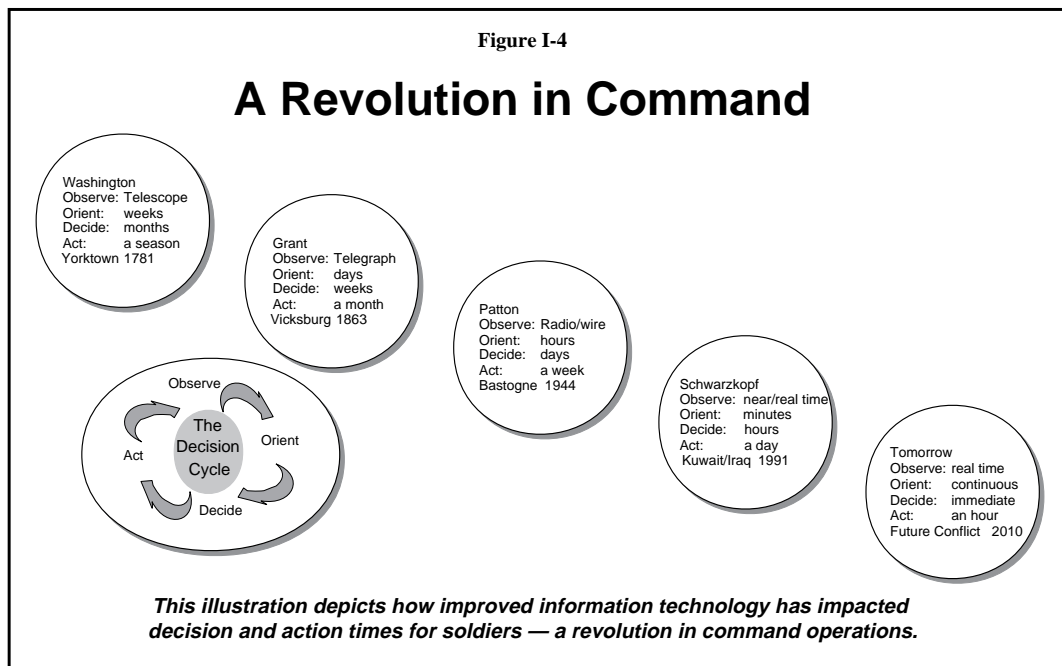 Figure I-4
A Revolution in Command
Washington
Observe: Telescope
Orient: weeks
Decide: months
Act: a season
Yorktown 1781
Grant
Observe: Telegraph
Orient: days
Decide: weeks
Act: a month
Vicksburg 1863
Patton
Observe: Radio/wire
Orient: hours
Decide: days
Act: a week
Bastogne 1944
Schwarzkopf
Observe: near/real time
Orient: minutes
Decide: hours
Act: a day
Kuwait/Iraq 1991
Tomorrow
Observe: real time
Orient: continuous
Decide: immediate
Act: an hour
Future Conflict 2010
Observe
Orient
Decide
Act
The
Decision
Cycle
This illustration depicts how improved information technology has impacted
decision and action times for soldiers — a revolution in command operations.